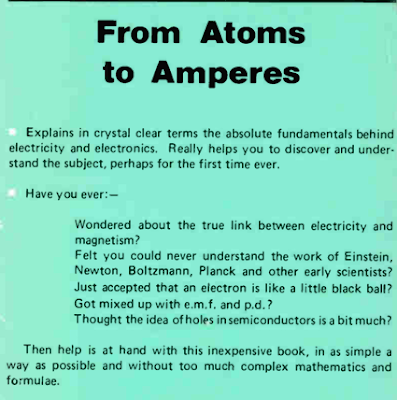 From Atoms
to Amperes
Explains in crystal clear terms the absolute fundamentals behind
electricity and electronics. Really helps you to discover and under-
stand the subject, perhaps for the first time ever.
Have you ever:—
Wondered about the true link between electricity and
magnetism?
Felt you could never understand the work of Einstein,
Newton, Boltzmann, Planck and other early scientists?
Just accepted that an electron is like a little black ball?
Got mixed up with e.m.f. and p.d.?
Thought the idea of holes in semiconductors is a bit much?
Then help is at hand with this inexpensive book, in as simple a
way as possible and without too much complex mathematics and
formulae.